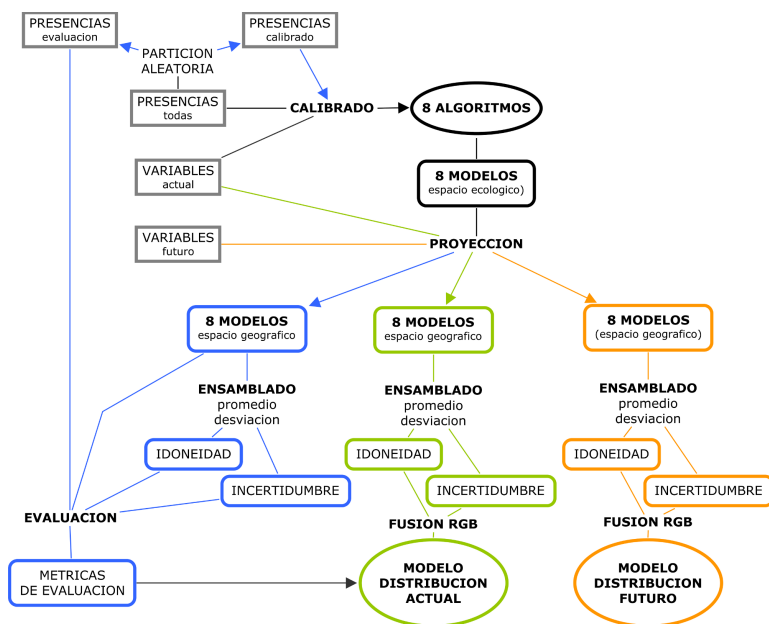 PRESENCIAS
evaluacion
PRESENCIAS
calibrado
PARTICION
ALEATORIA
PRESENCIAS
todas
CALIBRADO
8 ALGORITMOS
VARIABLES
actual
8 MODELOS
espacio ecologico)
VARIABLES
futuro
PROYECCION
8 MODELOS
espacio geografico
8 MODELOS
espacio geografico
8 MODELOS
(espacio geografico)
ENSAMBLADO
promedio
desviacion
ENSAMBLADO
promedio
desviacion
ENSAMBLADO
promedio
desviacion
IDONEIDAD
IDONEIDAD
IDONEIDAD
INCERTIDUMBRE
INCERTIDUMBRE
INCERTIDUMBRE
EVALUACION
FUSION RGB
FUSION RGB
METRICAS
DE EVALUACION
MODELO
DISTRIBUCION
ACTUAL
MODELO
DISTRIBUCION
FUTURO